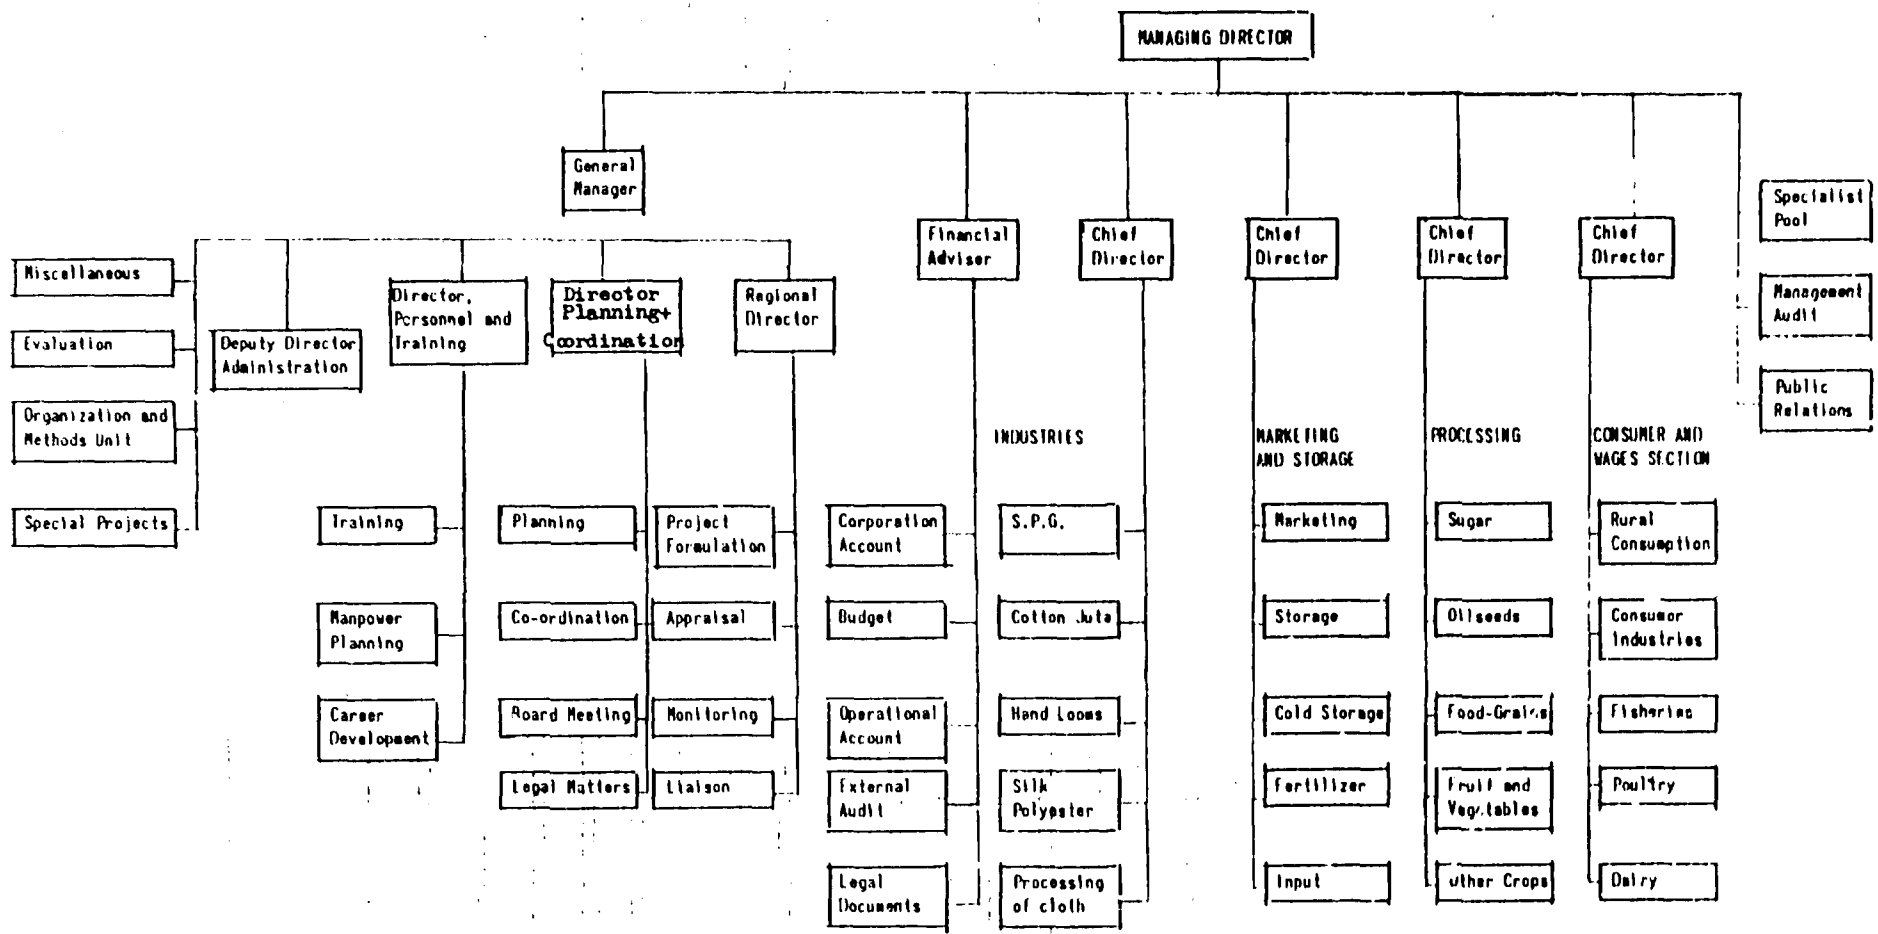 MANAGING DIRECTOR
General
Manager
Specialist
Pool
Financial
Adviser
Chief
Director
Chief
Director
Chief
Director
Chief
Director
Miscellaneous
Director,
Personnel and
Training
Director
Planning+
Coordination
Regional
Director
Management
Audit
Evaluation
Deputy Director
Administration
Public
Relations
Organization and
Methods Unit
INDUSTRIES
MARKETING
AND STORAGE
PROCESSING
CONSUMER AND
WAGES SECTION
Special Projects
Training
Planning
Project
Formulation
Corporation
Account
S.P.G.
Marketing
Sugar
Rural
Consumption
Manpower
Planning
Co-ordination
Appraisal
Budget
Cotton Juta
Storage
Oilseeds
Consumor
Industries
Career
Development
Board Meeting
Monitoring
Operational
Account
Hand Looms
Cold Storage
Food-Grains
Fisheries
Legal Matters
Liaison
External
Audit
Silk
Polyester
Fertilizer
Fruit and
Vegetables
Poultry
Legal
Documents
Processing
of cloth
Input
Other Crops
Dairy